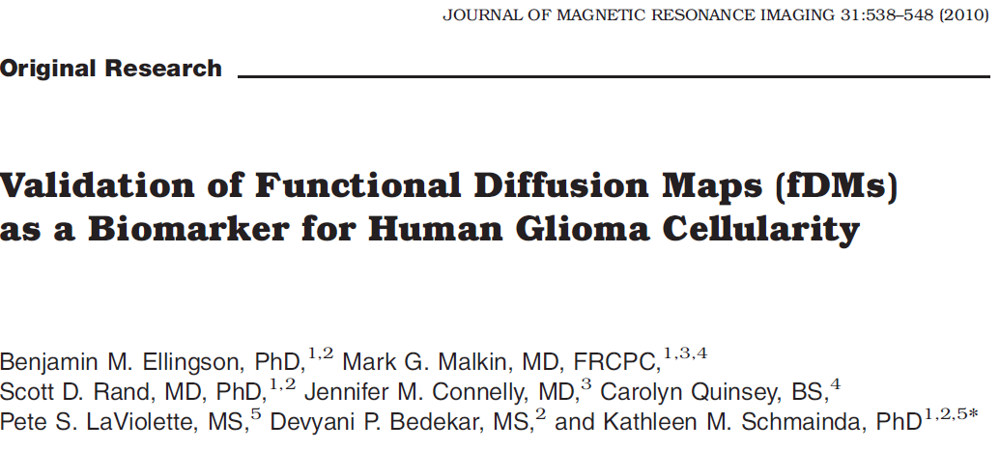 JOURNAL OF MAGNETIC RESONANCE IMAGING 31:538–548 (2010)
Original Research
Validation of Functional Diffusion Maps (fDMs)
as a Biomarker for Human Glioma Cellularity
Benjamin M. Ellingson, PhD,1,2 Mark G. Malkin, MD, FRCPC,1,3,4
Scott D. Rand, MD, PhD,1,2 Jennifer M. Connelly, MD,3 Carolyn Quinsey, BS,4
Pete S. LaViolette, MS,5 Devyani P. Bedekar, MS,2 and Kathleen M. Schmainda, PhD1,2,5*